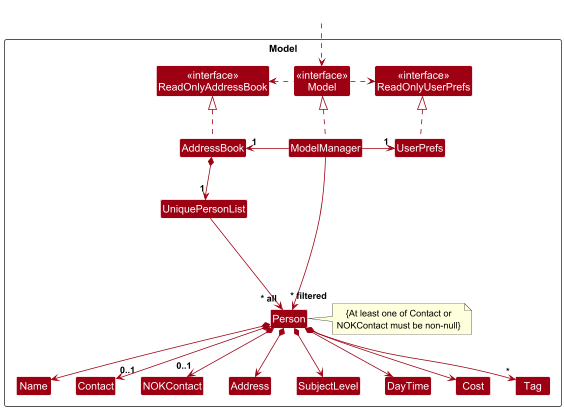 Model
«interface»
ReadOnlyAddressBook
«interface»
Model
«interface»
ReadOnlyUserPrefs
AddressBook
1
ModelManager
1
UserPrefs
1
UniquePersonList
* all
* filtered
Person
{At least one of Contact or
NOKContact must be non-null}
0..1
0..1
*
Name
Contact
NOKContact
Address
SubjectLevel
DayTime
Cost
Tag